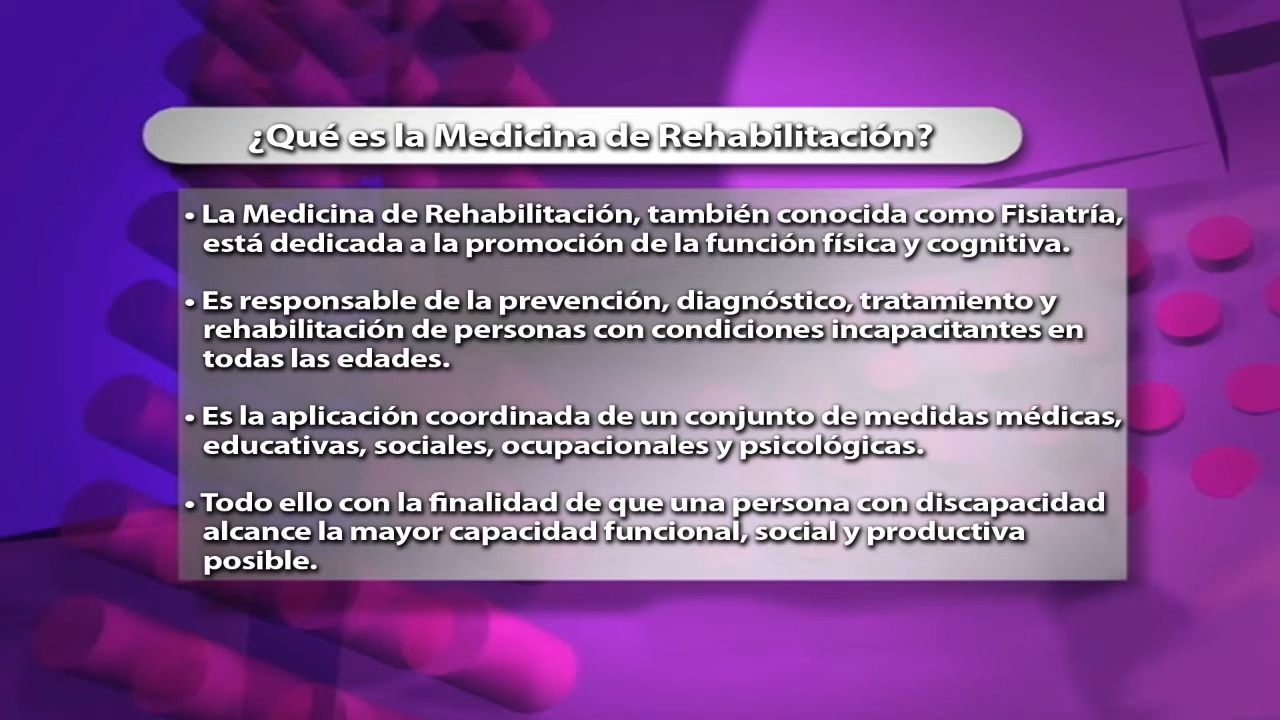 ¿Qué es la Medicina de Rehabilitación?
• La Medicina de Rehabilitación, también conocida como Fisiatría,
está dedicada a la promoción de la función física y cognitiva.
• Es responsable de la prevención, diagnóstico, tratamiento y
rehabilitación de personas con condiciones incapacitantes en
todas las edades.
• Es la aplicación coordinada de un conjunto de medidas médicas,
educativas, sociales, ocupacionales y psicológicas.
• Todo ello con la finalidad de que una persona con discapacidad
alcance la mayor capacidad funcional, social y productiva
posible.